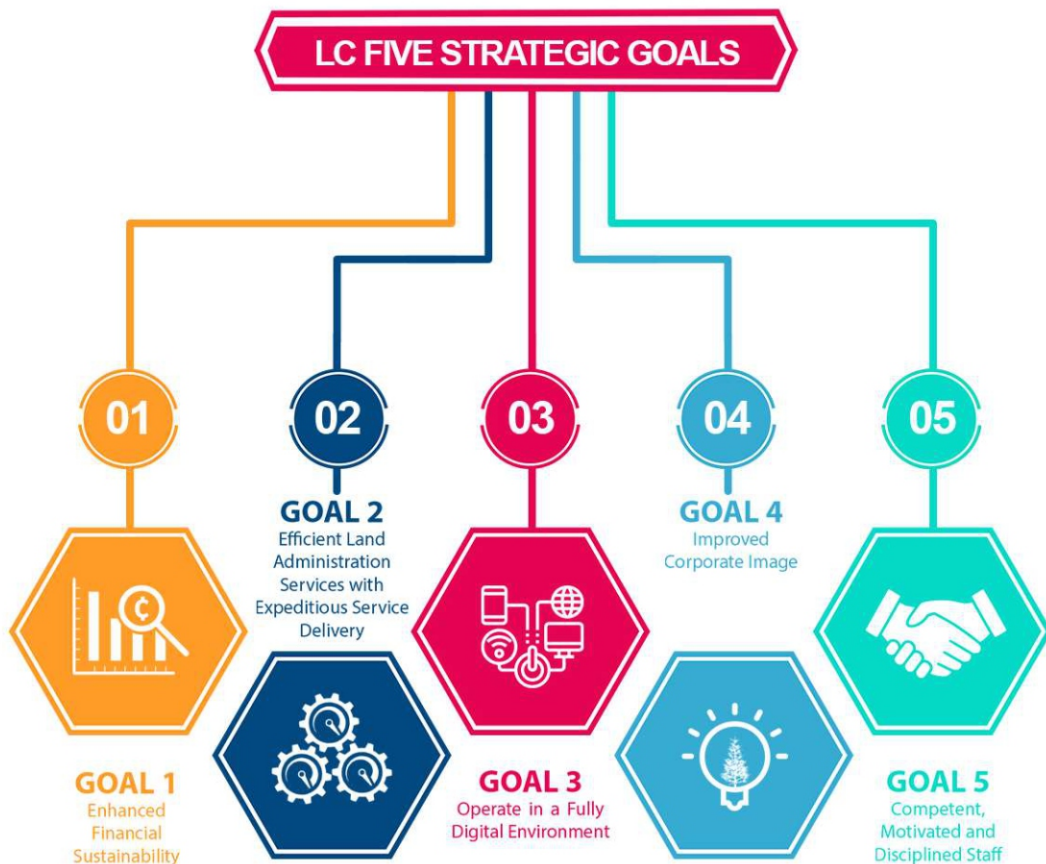 LC FIVE STRATEGIC GOALS
01
02
03
04
05
GOAL 1
Enhanced
Financial
Sustainability
GOAL 2
Efficient Land
Administration
Services with
Expeditious Service
Delivery
GOAL 3
Operate in a Fully
Digital Environment
GOAL 4
Improved
Corporate Image
GOAL 5
Competent,
Motivated and
Disciplined Staff
₵